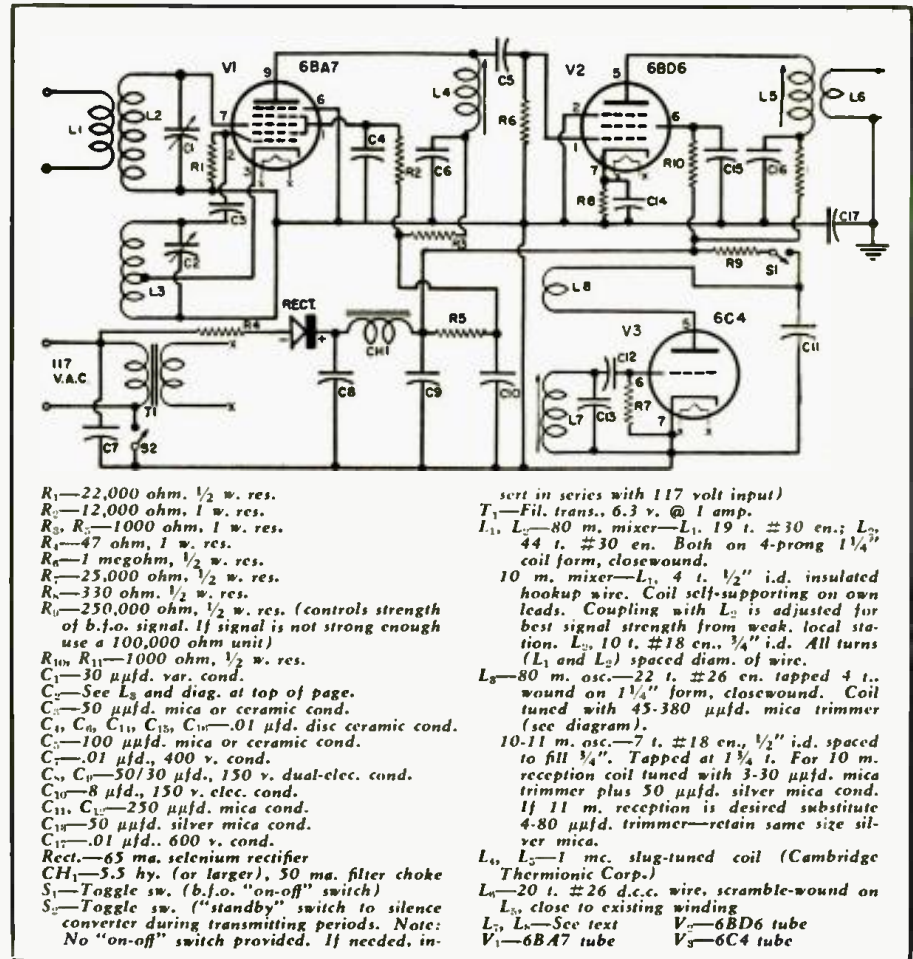 V1
6BA7
9
7
2
3
6
1
L1
L2
C1
R1
C3
L3
C2
C4
R2
R3
C6
L4
C5
R6
V2
6BD6
5
2
1
7
6
R8
C14
R10
C15
C16
L5
L6
C17
R9
S1
L8
V3
6C4
5
C12
6
R7
7
L7
C13
C11
x
x
x
x
x
x
x
x
117
V.A.C.
T1
S2
C7
R4
RECT.
-
+
C8
CH1
C9
R5
C10
R₁—22,000 ohm. ½ w. res.
R₂—12,000 ohm, 1 w. res.
R₃, R₅—1000 ohm, 1 w. res.
R₄—47 ohm, 1 w. res.
R₆—1 megohm, ½ w. res.
R₇—25,000 ohm. ½ w. res.
R₈—330 ohm. ½ w. res.
R₉—250,000 ohm, ½ w. res. (controls strength
of b.f.o. signal. If signal is not strong enough
use a 100,000 ohm unit)
R₁₀, R₁₁—1000 ohm, ½ w. res.
C₁—30 μμfd. var. cond.
C₂—See L₃ and diag. at top of page.
C₃—50 μμfd. mica or ceramic cond.
C₄, C₆, C₁₄, C₁₅, C₁₆—.01 μfd. disc ceramic cond.
C₅—100 μμfd. mica or ceramic cond.
C₇—.01 μfd., 400 v. cond.
C₈, C₉—50/30 μfd., 150 v. dual-elec. cond.
C₁₀—8 μfd., 150 v. elec. cond.
C₁₁, C₁₂—250 μμfd. mica cond.
C₁₃—50 μμfd. silver mica cond.
C₁₇—.01 μfd.. 600 v. cond.
Rect.—65 ma. selenium rectifier
CH₁—5.5 hy. (or larger), 50 ma. filter choke
S₁—Toggle sw. (b.f.o. "on-off" switch)
S₂—Toggle sw. ("standby" switch to silence
converter during transmitting periods. Note:
No "on-off" switch provided. If needed, in-
sert in series with 117 volt input)
T₁—Fil. trans., 6.3 v. @ 1 amp.
L₁, L₂—80 m. mixer—L₁. 19 t. #30 en.; L₂,
44 t. #30 en. Both on 4-prong 1¼"
coil form, closewound.
10 m. mixer—L₁, 4 t. ½" i.d. insulated
hookup wire. Coil self-supporting on own
leads. Coupling with L₂ is adjusted for
best signal strength from weak. local sta-
tion. L₂, 10 t. #18 en., ¾" i.d. All turns
(L₁ and L₂) spaced diam. of wire.
L₃—80 m. osc.—22 t. #26 en. tapped 4 t..
wound on 1¼" form, closewound. Coil
tuned with 45-380 μμfd. mica trimmer
(see diagram).
10-11 m. osc.—7 t. #18 en., ½" i.d. spaced
to fill ¾". Tapped at 1¾ t. For 10 m.
reception coil tuned with 3-30 μμfd. mica
trimmer plus 50 μμfd. silver mica cond.
If 11 m. reception is desired substitute
4-80 μμfd. trimmer—retain same size sil-
ver mica.
L₄, L₅—1 mc. slug-tuned coil (Cambridge
Thermionic Corp.)
L₆—20 t. #26 d.c.c. wire, scramble-wound on
L₅, close to existing winding
L₇, L₈—See text V₂—6BD6 tube
V₁—6BA7 tube V₃—6C4 tube